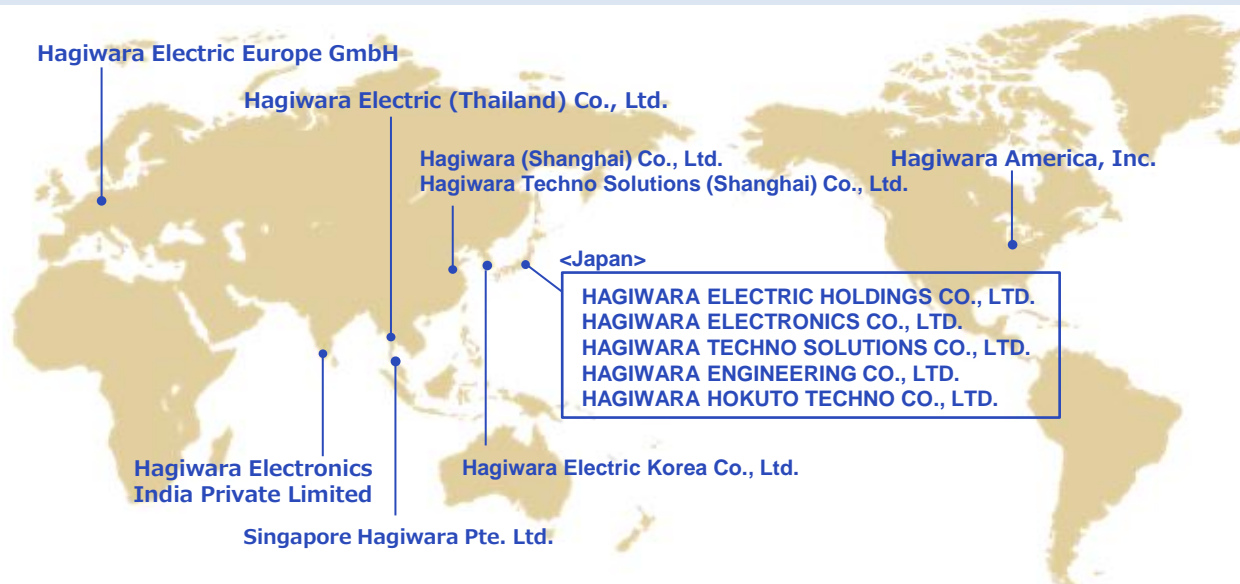 Hagiwara Electric Europe GmbH
Hagiwara Electric (Thailand) Co., Ltd.
Hagiwara (Shanghai) Co., Ltd.
Hagiwara Techno Solutions (Shanghai) Co., Ltd.
Hagiwara America, Inc.
<Japan>
HAGIWARA ELECTRIC HOLDINGS CO., LTD.
HAGIWARA ELECTRONICS CO., LTD.
HAGIWARA TECHNO SOLUTIONS CO., LTD.
HAGIWARA ENGINEERING CO., LTD.
HAGIWARA HOKUTO TECHNO CO., LTD.
Hagiwara Electronics
India Private Limited
Hagiwara Electric Korea Co., Ltd.
Singapore Hagiwara Pte. Ltd.